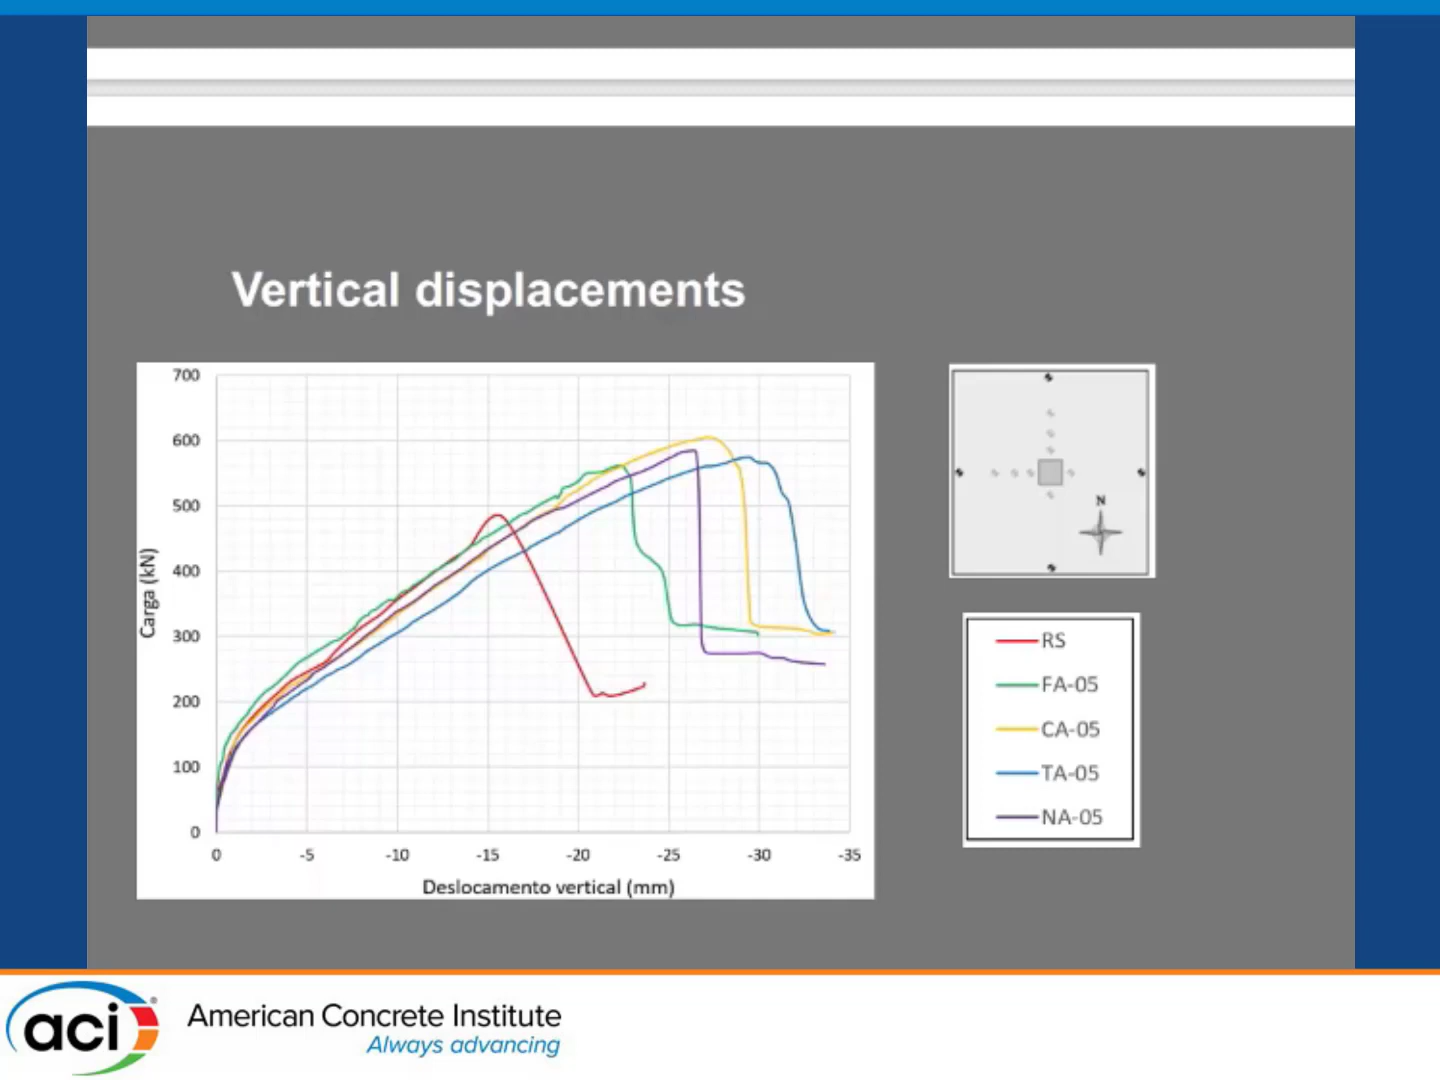 Vertical displacements
700
600
500
400
300
200
100
0
Carga (kN)
0 -5 -10 -15 -20 -25 -30 -35
Deslocamento vertical (mm)
N
RS
FA-05
CA-05
TA-05
NA-05
aci®
American Concrete Institute
Always advancing